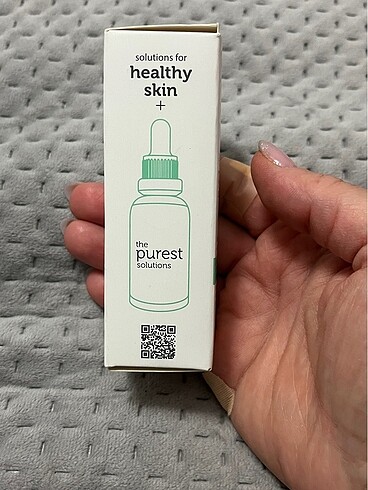 solutions for
healthy
skin
+
the
purest
solutions